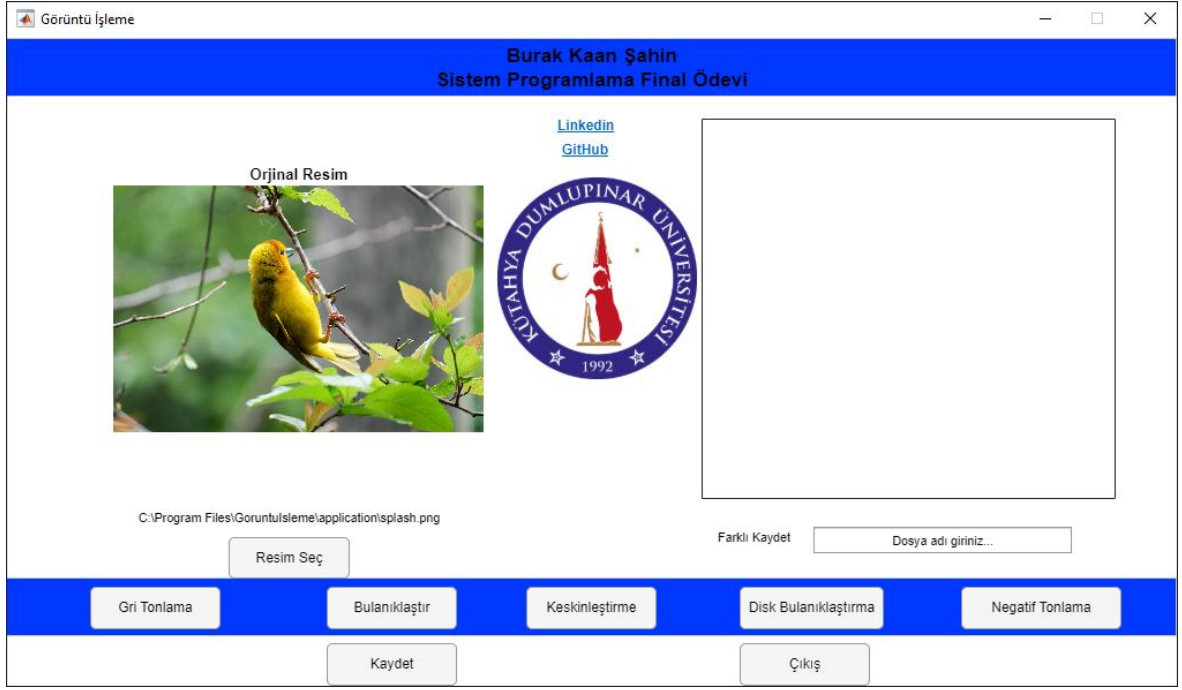 Görüntü İşleme
Burak Kaan Şahin
Sistem Programlama Final Ödevi
Linkedin
GitHub
Orjinal Resim
KÜTAHYA DUMLUPINAR ÜNİVERSİTESİ
1992
C:\Program Files\GoruntuIsleme\application\splash.png
Resim Seç
Farklı Kaydet
Dosya adı giriniz...
Gri Tonlama
Bulanıklaştır
Keskinleştirme
Disk Bulanıklaştırma
Negatif Tonlama
Kaydet
Çıkış